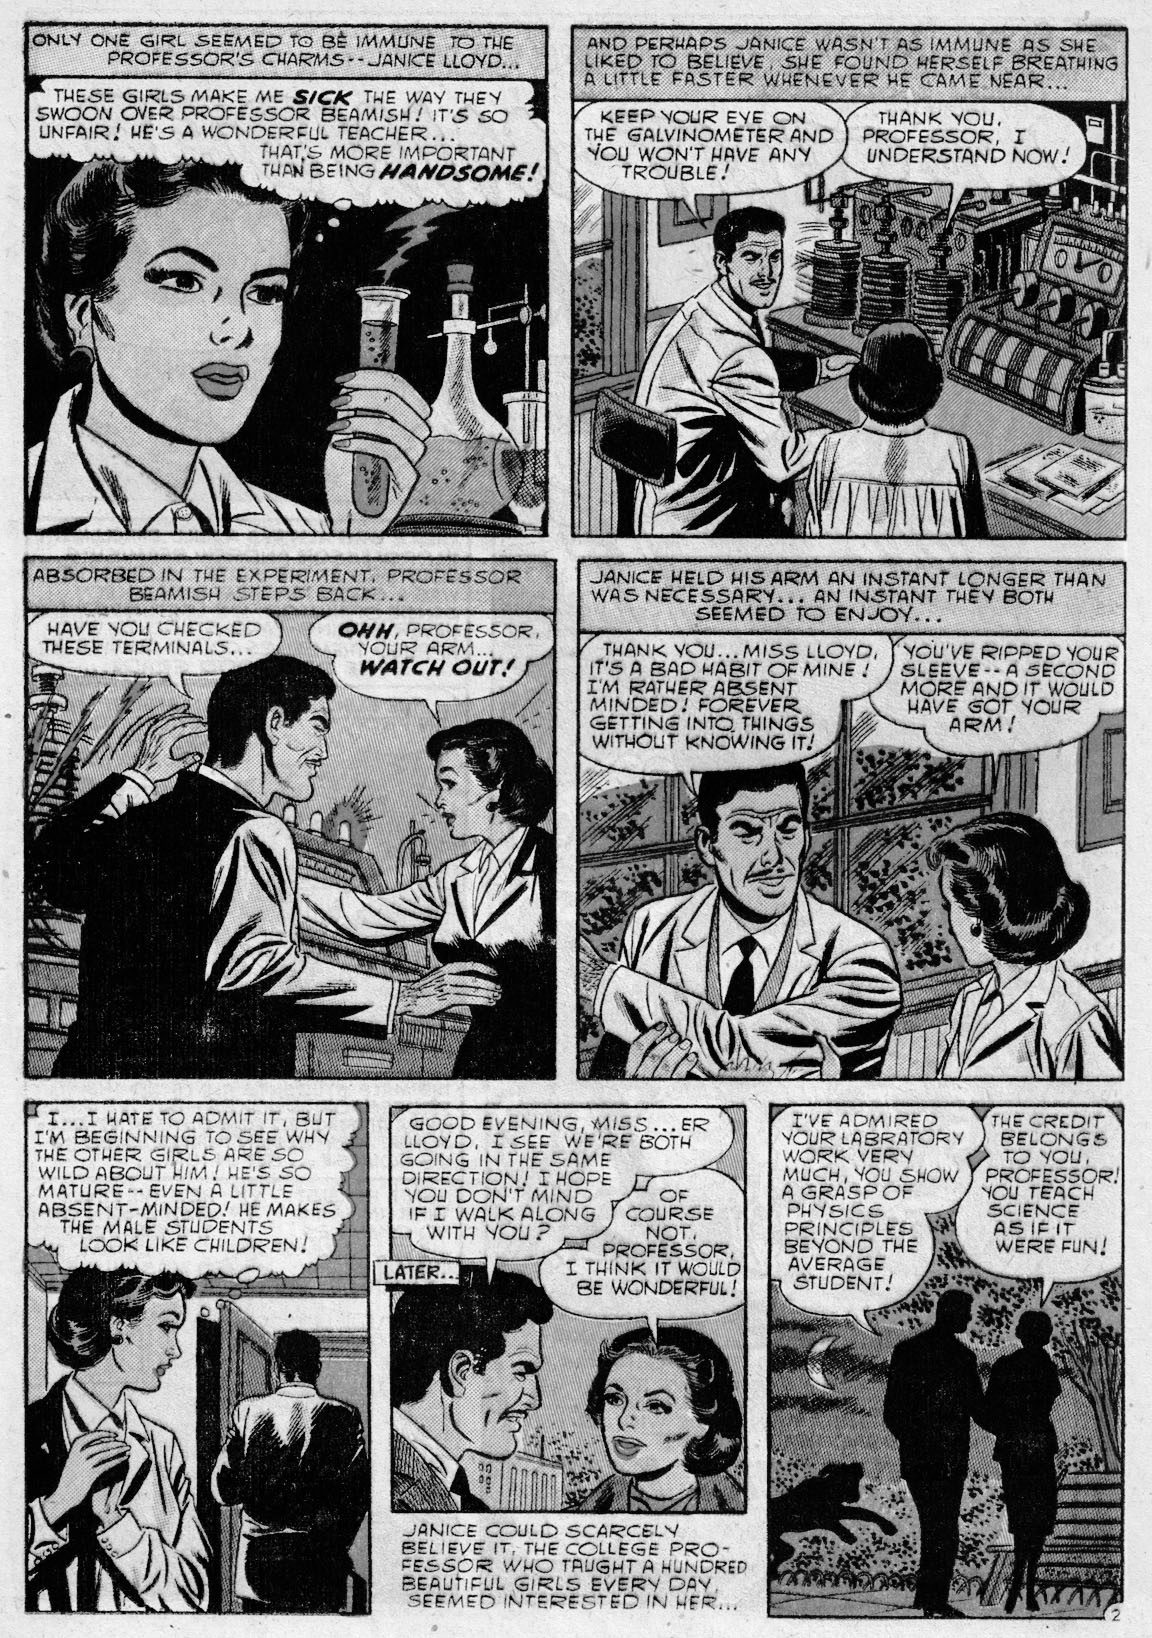 ONLY ONE GIRL SEEMED TO BE IMMUNE TO THE
PROFESSOR'S CHARMS--JANICE LLOYD...
THESE GIRLS MAKE ME SICK THE WAY THEY
SWOON OVER PROFESSOR BEAMISH! IT'S SO
UNFAIR! HE'S A WONDERFUL TEACHER...
THAT'S MORE IMPORTANT
THAN BEING HANDSOME!
AND PERHAPS JANICE WASN'T AS IMMUNE AS SHE
LIKED TO BELIEVE, SHE FOUND HERSELF BREATHING
A LITTLE FASTER WHENEVER HE CAME NEAR...
KEEP YOUR EYE ON
THE GALVINOMETER AND
YOU WON'T HAVE ANY
TROUBLE!
THANK YOU,
PROFESSOR, I
UNDERSTAND NOW!
ABSORBED IN THE EXPERIMENT, PROFESSOR
BEAMISH STEPS BACK...
HAVE YOU CHECKED
THESE TERMINALS...
OHH, PROFESSOR,
YOUR ARM...
WATCH OUT!
JANICE HELD HIS ARM AN INSTANT LONGER THAN
WAS NECESSARY... AN INSTANT THEY BOTH
SEEMED TO ENJOY...
THANK YOU...MISS LLOYD,
IT'S A BAD HABIT OF MINE!
I'M RATHER ABSENT
MINDED! FOREVER
GETTING INTO THINGS
WITHOUT KNOWING IT!
YOU'VE RIPPED YOUR
SLEEVE--A SECOND
MORE AND IT WOULD
HAVE GOT YOUR
ARM!
I...I HATE TO ADMIT IT, BUT
I'M BEGINNING TO SEE WHY
THE OTHER GIRLS ARE SO
WILD ABOUT HIM! HE'S SO
MATURE--EVEN A LITTLE
ABSENT-MINDED! HE MAKES
THE MALE STUDENTS
LOOK LIKE CHILDREN!
LATER...
GOOD EVENING, MISS...ER
LLOYD, I SEE WE'RE BOTH
GOING IN THE SAME
DIRECTION! I HOPE
YOU DON'T MIND
IF I WALK ALONG
WITH YOU?
OF
COURSE
NOT,
PROFESSOR,
I THINK IT WOULD
BE WONDERFUL!
JANICE COULD SCARCELY
BELIEVE IT, THE COLLEGE PRO-
FESSOR WHO TAUGHT A HUNDRED
BEAUTIFUL GIRLS EVERY DAY,
SEEMED INTERESTED IN HER...
I'VE ADMIRED
YOUR LABRATORY
WORK VERY
MUCH, YOU SHOW
A GRASP OF
PHYSICS
PRINCIPLES
BEYOND THE
AVERAGE
STUDENT!
THE CREDIT
BELONGS
TO YOU,
PROFESSOR!
YOU TEACH
SCIENCE
AS IF IT
WERE FUN!
2